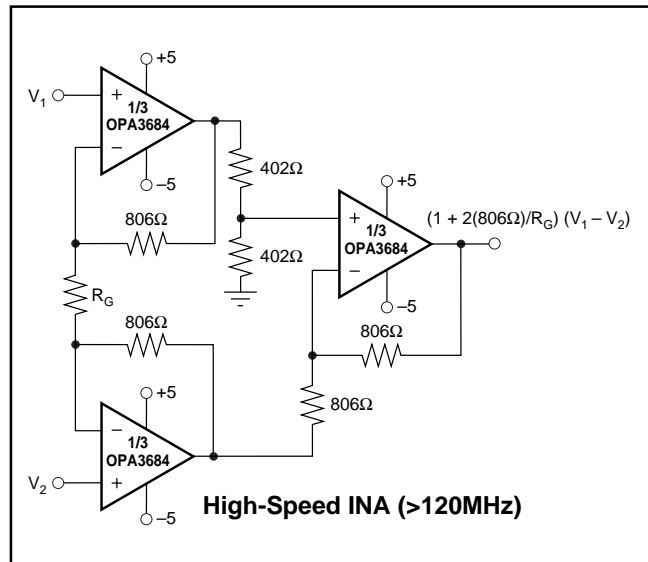 +5
V1
+
1/3
OPA3684
−
−5
402Ω
806Ω
402Ω
RG
806Ω
+5
+
1/3
OPA3684
−
−5
(1 + 2(806Ω)/RG) (V1 – V2)
806Ω
806Ω
+5
−
1/3
OPA3684
+
V2
−5
High-Speed INA (>120MHz)